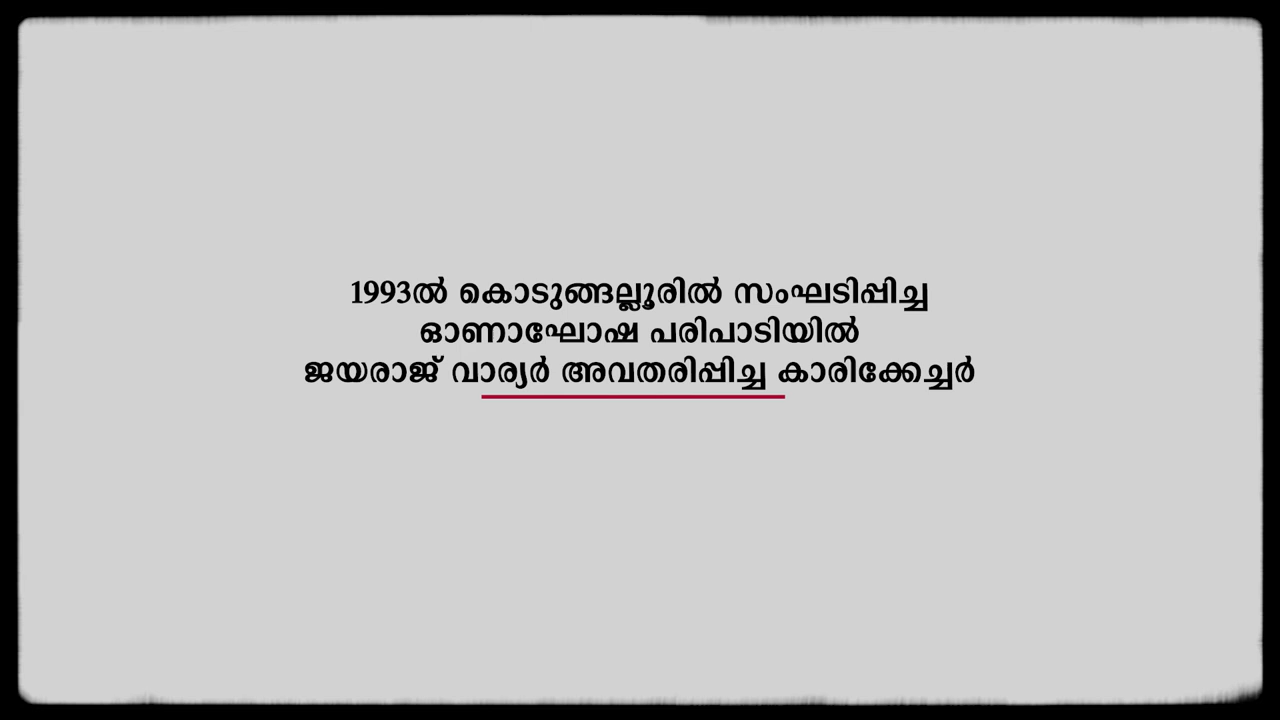 1993ൽ കൊടുങ്ങല്ലൂരിൽ സംഘടിപ്പിച്ച
ഓണാഘോഷ പരിപാടിയിൽ
ജയരാജ് വാര്യർ അവതരിപ്പിച്ച കാരിക്കേച്ചർ